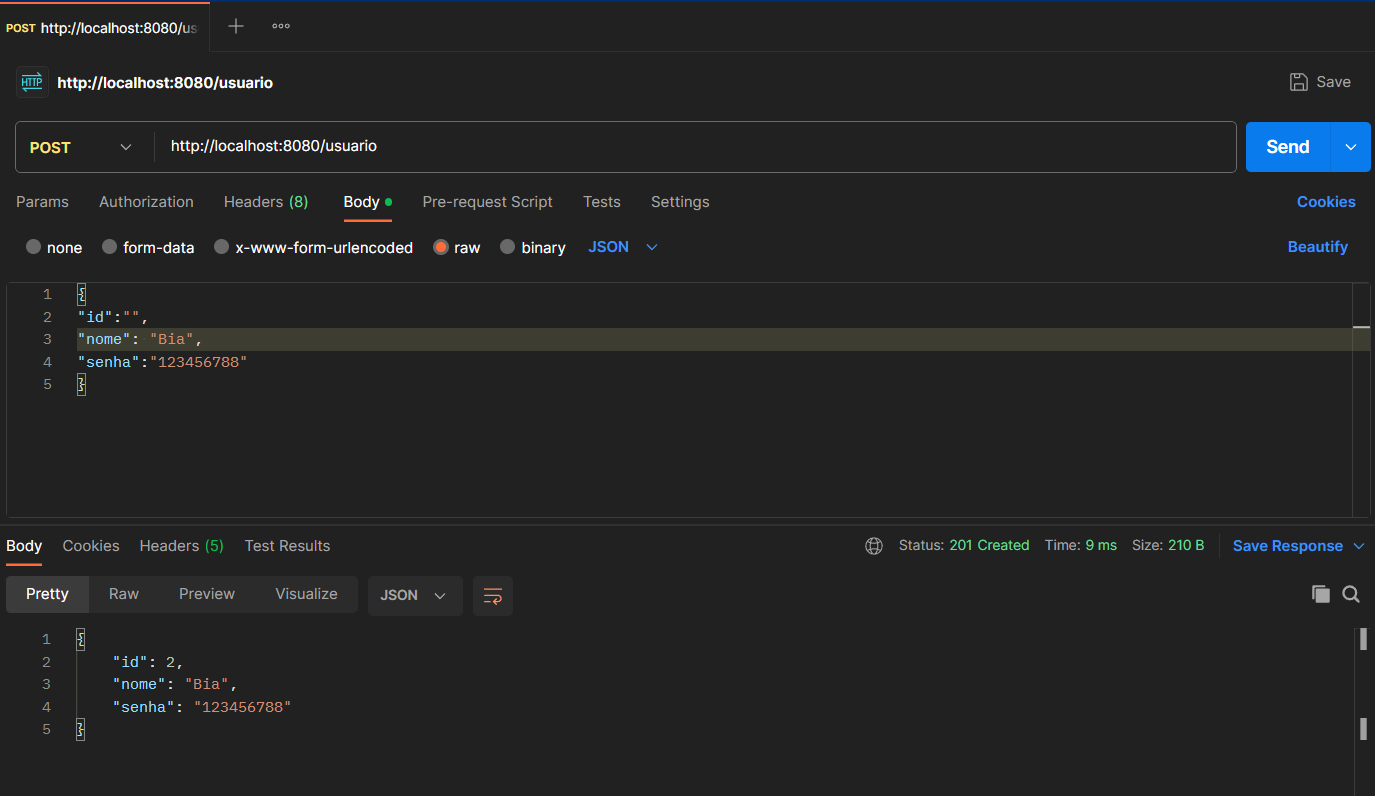 POST http://localhost:8080/us
HTTP http://localhost:8080/usuario Save
POST http://localhost:8080/usuario Send
Params Authorization Headers (8) Body Pre-request Script Tests Settings Cookies
none form-data x-www-form-urlencoded raw binary JSON Beautify
1 {
2 "id":"",
3 "nome": "Bia",
4 "senha":"123456788"
5 }
Body Cookies Headers (5) Test Results Status: 201 Created Time: 9 ms Size: 210 B Save Response
Pretty Raw Preview Visualize JSON
1 {
2 "id": 2,
3 "nome": "Bia",
4 "senha": "123456788"
5 }